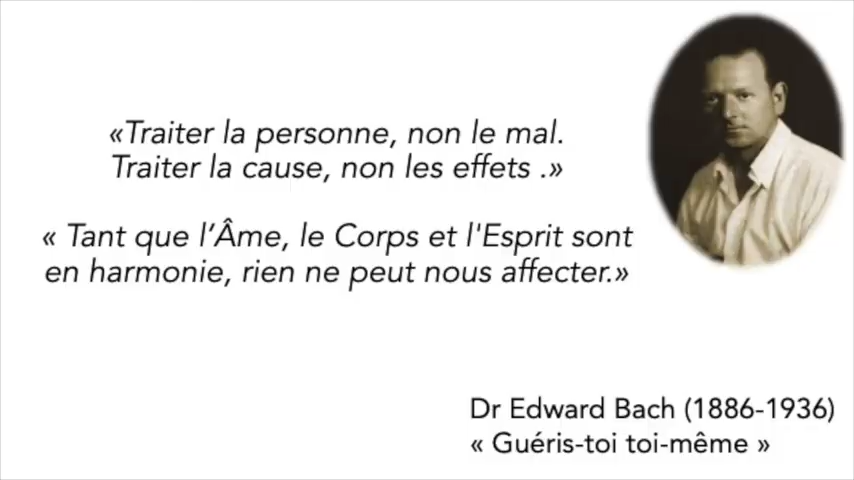 «Traiter la personne, non le mal.
Traiter la cause, non les effets .»
« Tant que l’Âme, le Corps et l'Esprit sont
en harmonie, rien ne peut nous affecter.»
Dr Edward Bach (1886-1936)
« Guéris-toi toi-même »